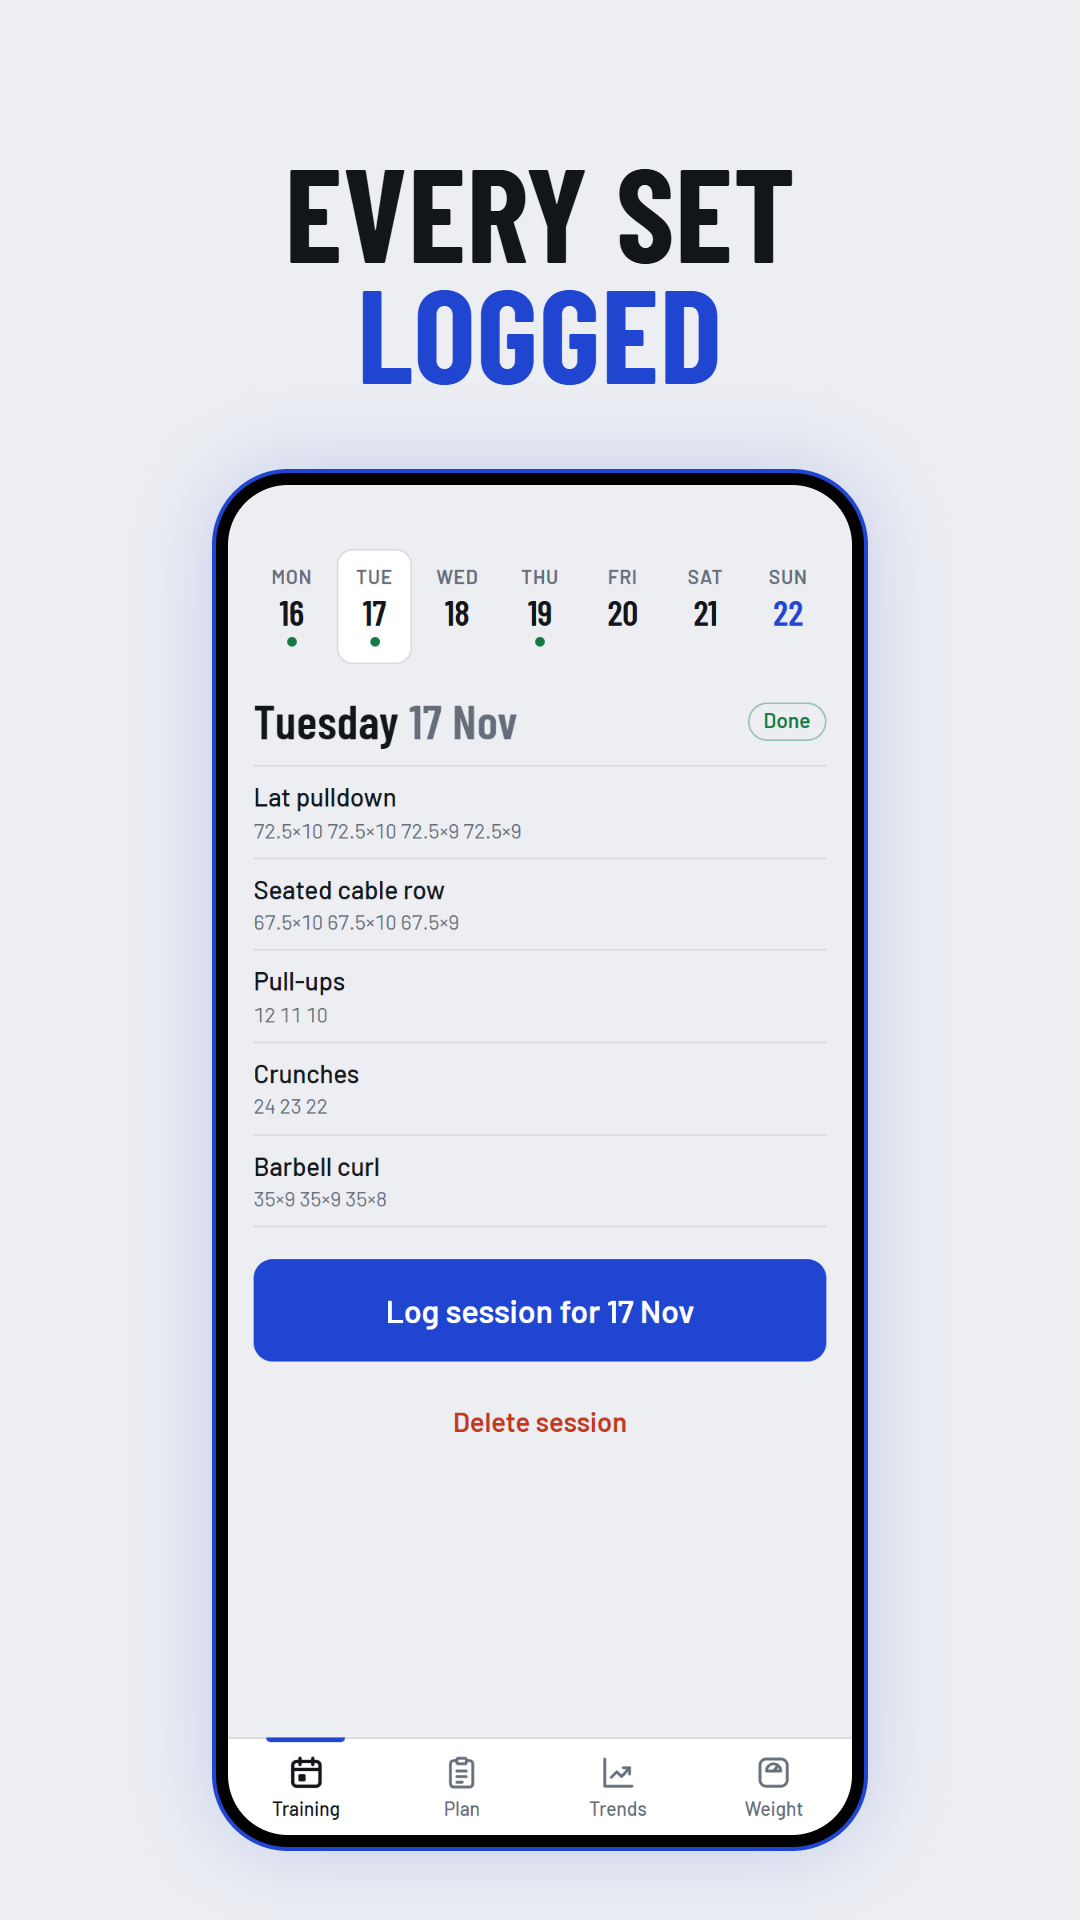 EVERY SET
LOGGED
MON TUE WED THU FRI SAT SUN
16 17 18 19 20 21 22
Tuesday 17 Nov Done
Lat pulldown
72.5×10 72.5×10 72.5×9 72.5×9
Seated cable row
67.5×10 67.5×10 67.5×9
Pull-ups
12 11 10
Crunches
24 23 22
Barbell curl
35×9 35×9 35×8
Log session for 17 Nov
Delete session
Training Plan Trends Weight